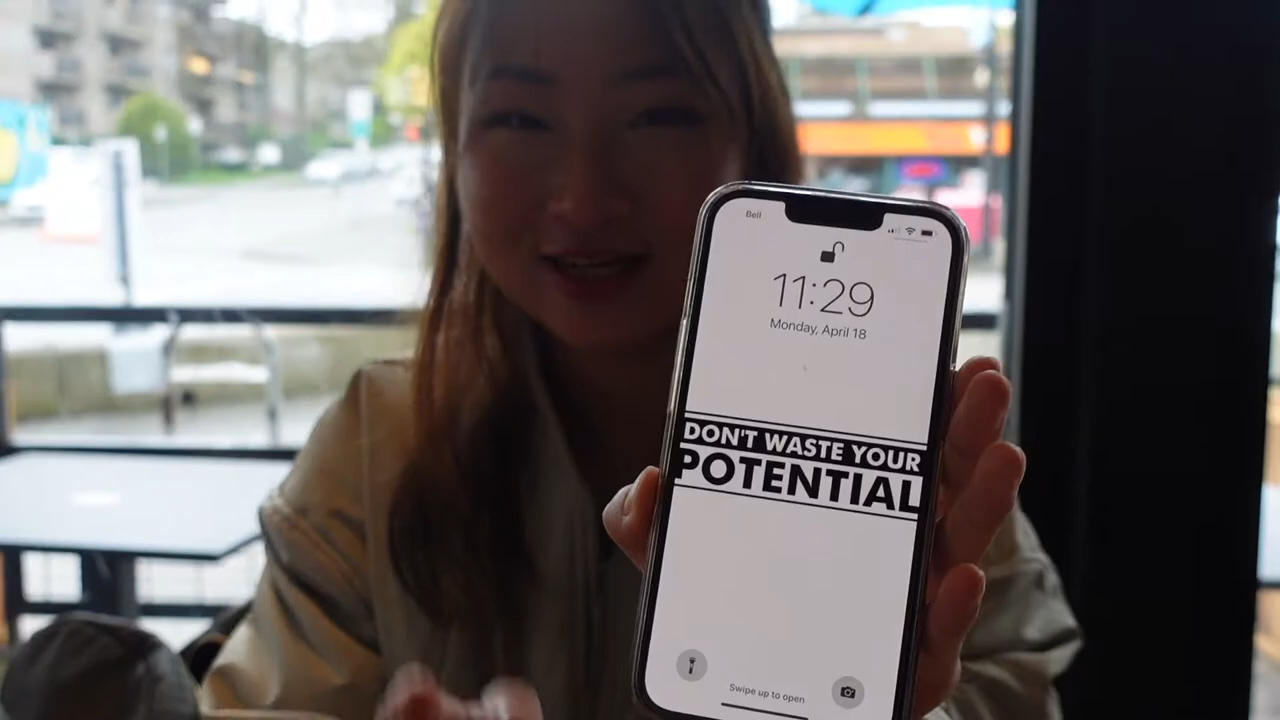 Bell
11:29
Monday, April 18
DON'T WASTE YOUR
POTENTIAL
Swipe up to open